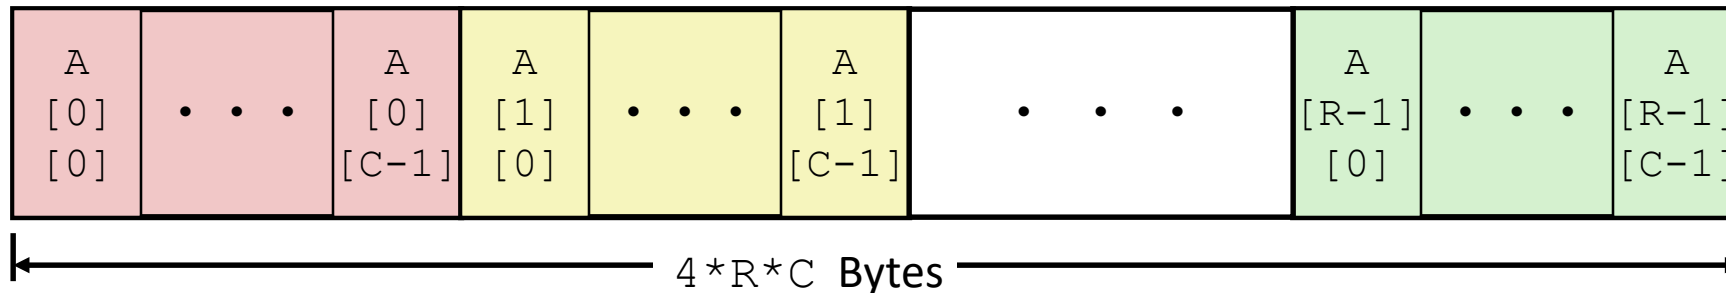 A A A A A A
[0] • • • [0] [1] • • • [1] • • • [R-1] • • • [R-1]
[0] [C-1] [0] [C-1] [0] [C-1]
4*R*C Bytes